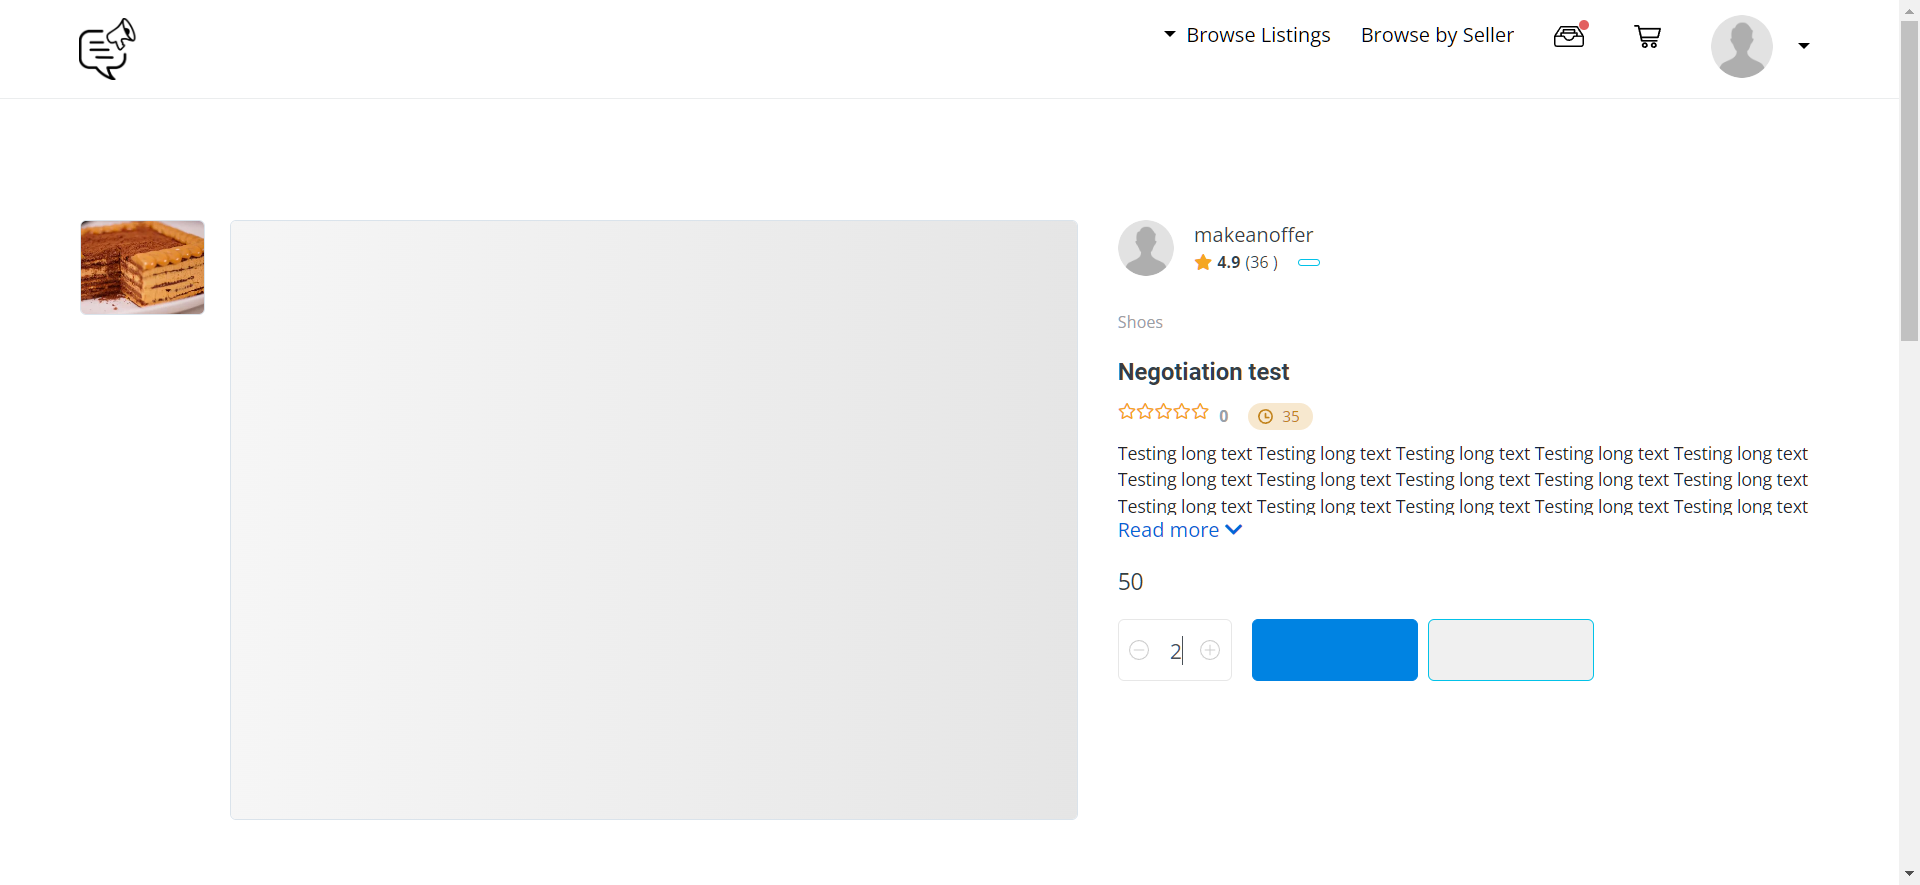 Browse Listings Browse by Seller
makeanoffer
4.9 (36 )
Shoes
Negotiation test
0 35
Testing long text Testing long text Testing long text Testing long text Testing long text
Testing long text Testing long text Testing long text Testing long text Testing long text
Testing long text Testing long text Testing long text Testing long text Testing long text
Read more
50
2